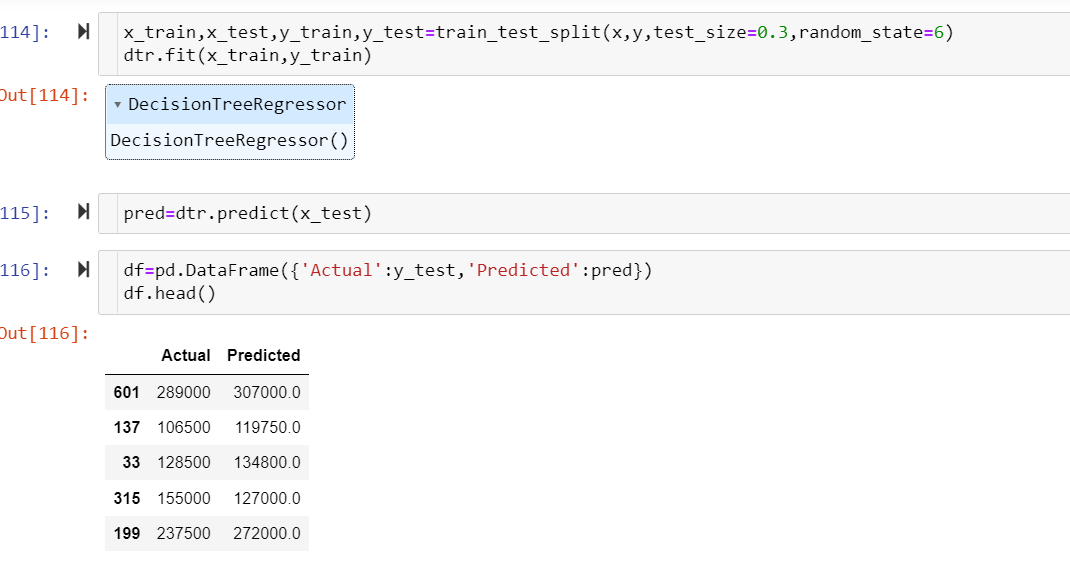 114]: x_train,x_test,y_train,y_test=train_test_split(x,y,test_size=0.3,random_state=6)
dtr.fit(x_train,y_train)
Out[114]: DecisionTreeRegressor
DecisionTreeRegressor()
115]: pred=dtr.predict(x_test)
116]: df=pd.DataFrame({'Actual':y_test,'Predicted':pred})
df.head()
Out[116]:
Actual Predicted
601 289000 307000.0
137 106500 119750.0
33 128500 134800.0
315 155000 127000.0
199 237500 272000.0